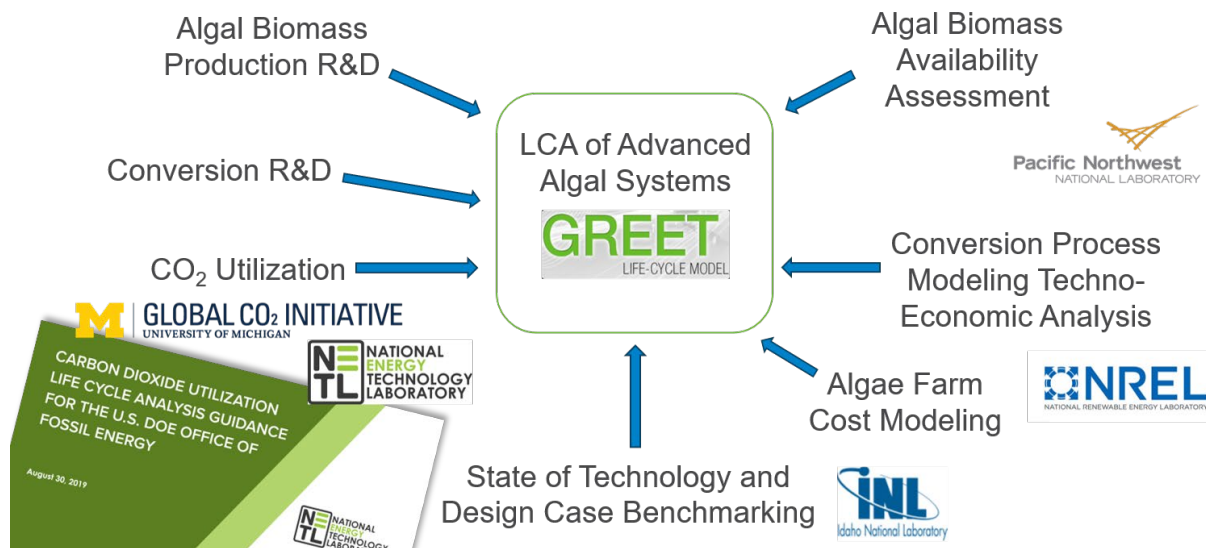 Algal Biomass
Production R&D
Algal Biomass
Availability
Assessment
Pacific Northwest
NATIONAL LABORATORY
LCA of Advanced
Algal Systems
GREET
LIFE-CYCLE MODEL
Conversion R&D
CO₂ Utilization
M | GLOBAL CO₂ INITIATIVE
UNIVERSITY OF MICHIGAN
NETL
NATIONAL
ENERGY
TECHNOLOGY
LABORATORY
CARBON DIOXIDE UTILIZATION
LIFE CYCLE ANALYSIS GUIDANCE
FOR THE U.S. DOE OFFICE OF
FOSSIL ENERGY
August 30, 2019
NETL
NATIONAL
ENERGY
TECHNOLOGY
LABORATORY
Conversion Process
Modeling Techno-
Economic Analysis
Algae Farm
Cost Modeling
NREL
NATIONAL RENEWABLE ENERGY LABORATORY
State of Technology and
Design Case Benchmarking
INL
Idaho National Laboratory